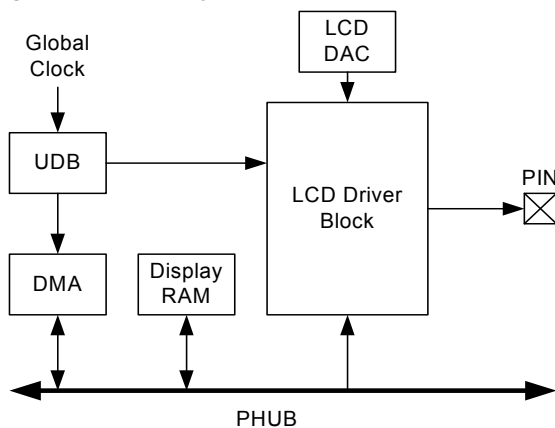 LCD
DAC
Global
Clock
UDB
LCD Driver
Block
PIN
DMA
Display
RAM
PHUB